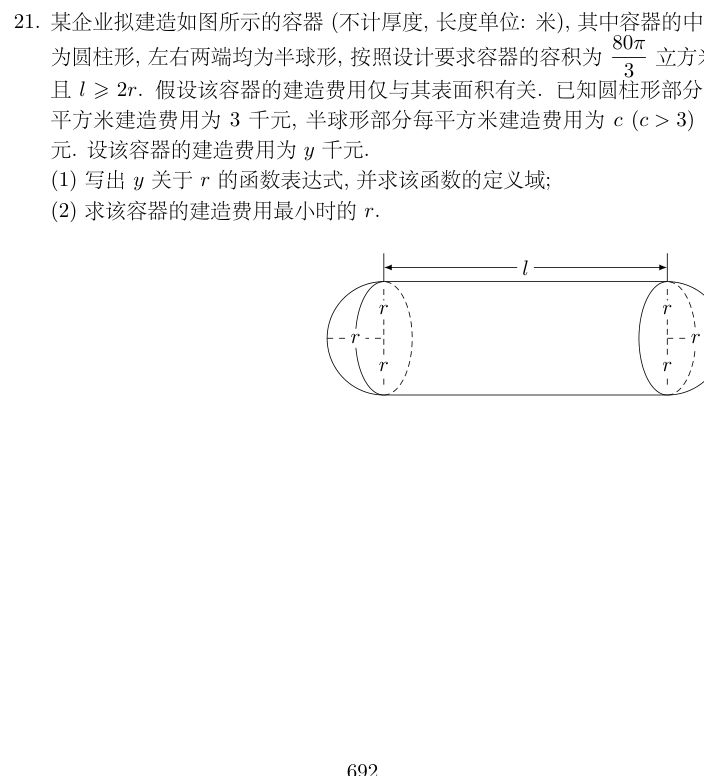 21. 某企业拟建造如图所示的容器 (不计厚度, 长度单位: 米), 其中容器的中
为圆柱形, 左右两端均为半球形, 按照设计要求容器的容积为 80π/3 立方
且 l ⩾ 2r. 假设该容器的建造费用仅与其表面积有关. 已知圆柱形部分
平方米建造费用为 3 千元, 半球形部分每平方米建造费用为 c (c > 3)
元. 设该容器的建造费用为 y 千元.
(1) 写出 y 关于 r 的函数表达式, 并求该函数的定义域;
(2) 求该容器的建造费用最小时的 r.
l
r r
r r
r r
692